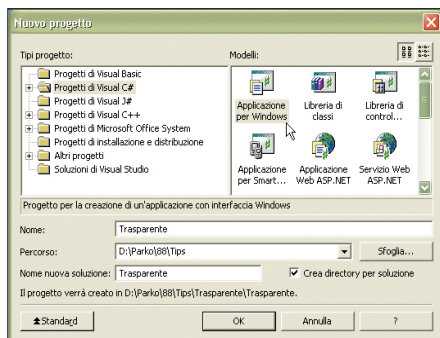 Nuovo progetto
Tipi progetto:
Modelli:
Progetti di Visual Basic
Progetti di Visual C#
Progetti di Visual J#
Progetti di Visual C++
Progetti di Microsoft Office System
Progetti di installazione e distribuzione
Altri progetti
Soluzioni di Visual Studio
Applicazione per Windows
Libreria di classi
Libreria di control...
Applicazione per Smart...
Applicazione Web ASP.NET
Servizio Web ASP.NET
Progetto per la creazione di un'applicazione con interfaccia Windows
Nome: Trasparente
Percorso: D:\Parko\88\Tips Sfoglia...
Nome nuova soluzione: Trasparente Crea directory per soluzione
Il progetto verrà creato in D:\Parko\88\Tips\Trasparente\Trasparente.
Standard OK Annulla ?